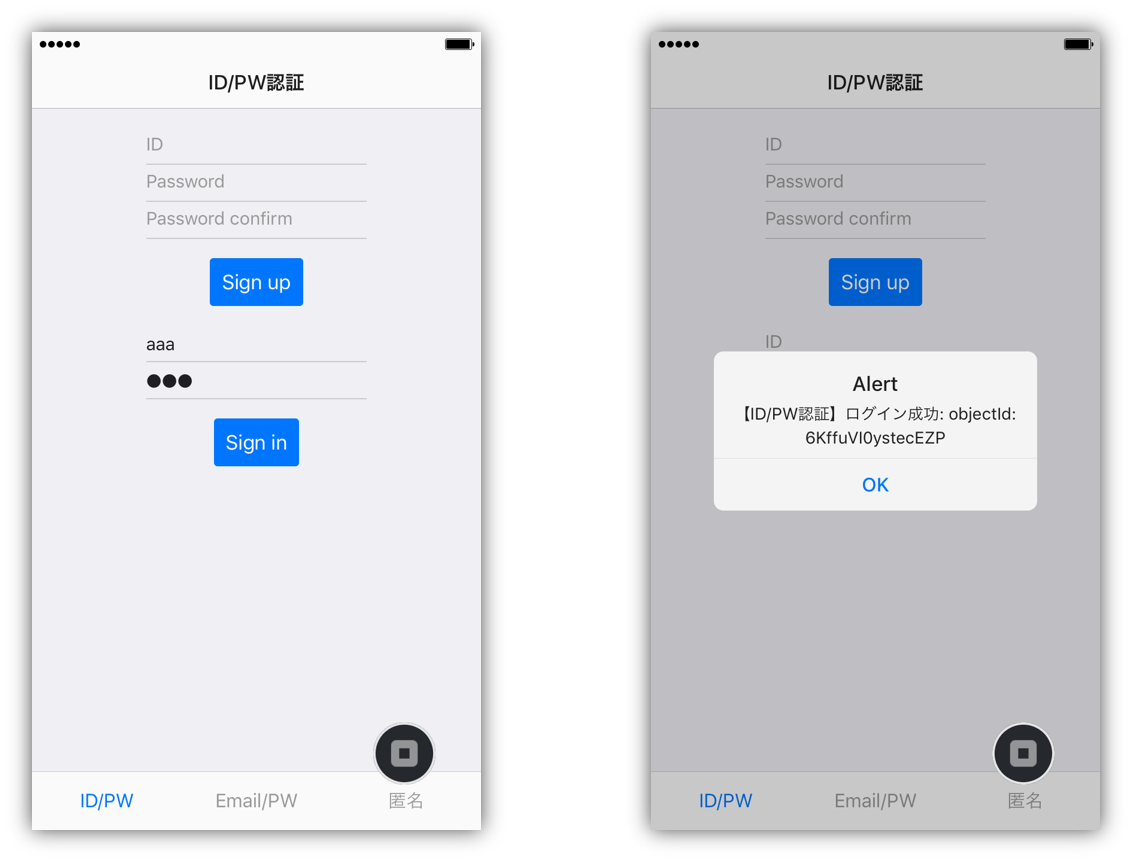 ID/PW認証
ID
Password
Password confirm
Sign up
aaa
Sign in
ID/PW
Email/PW
匿名
ID/PW認証
ID
Password
Password confirm
Sign up
ID
Alert
【ID/PW認証】ログイン成功: objectId:
6KffuVI0ystecEZP
OK
ID/PW
Email/PW
匿名